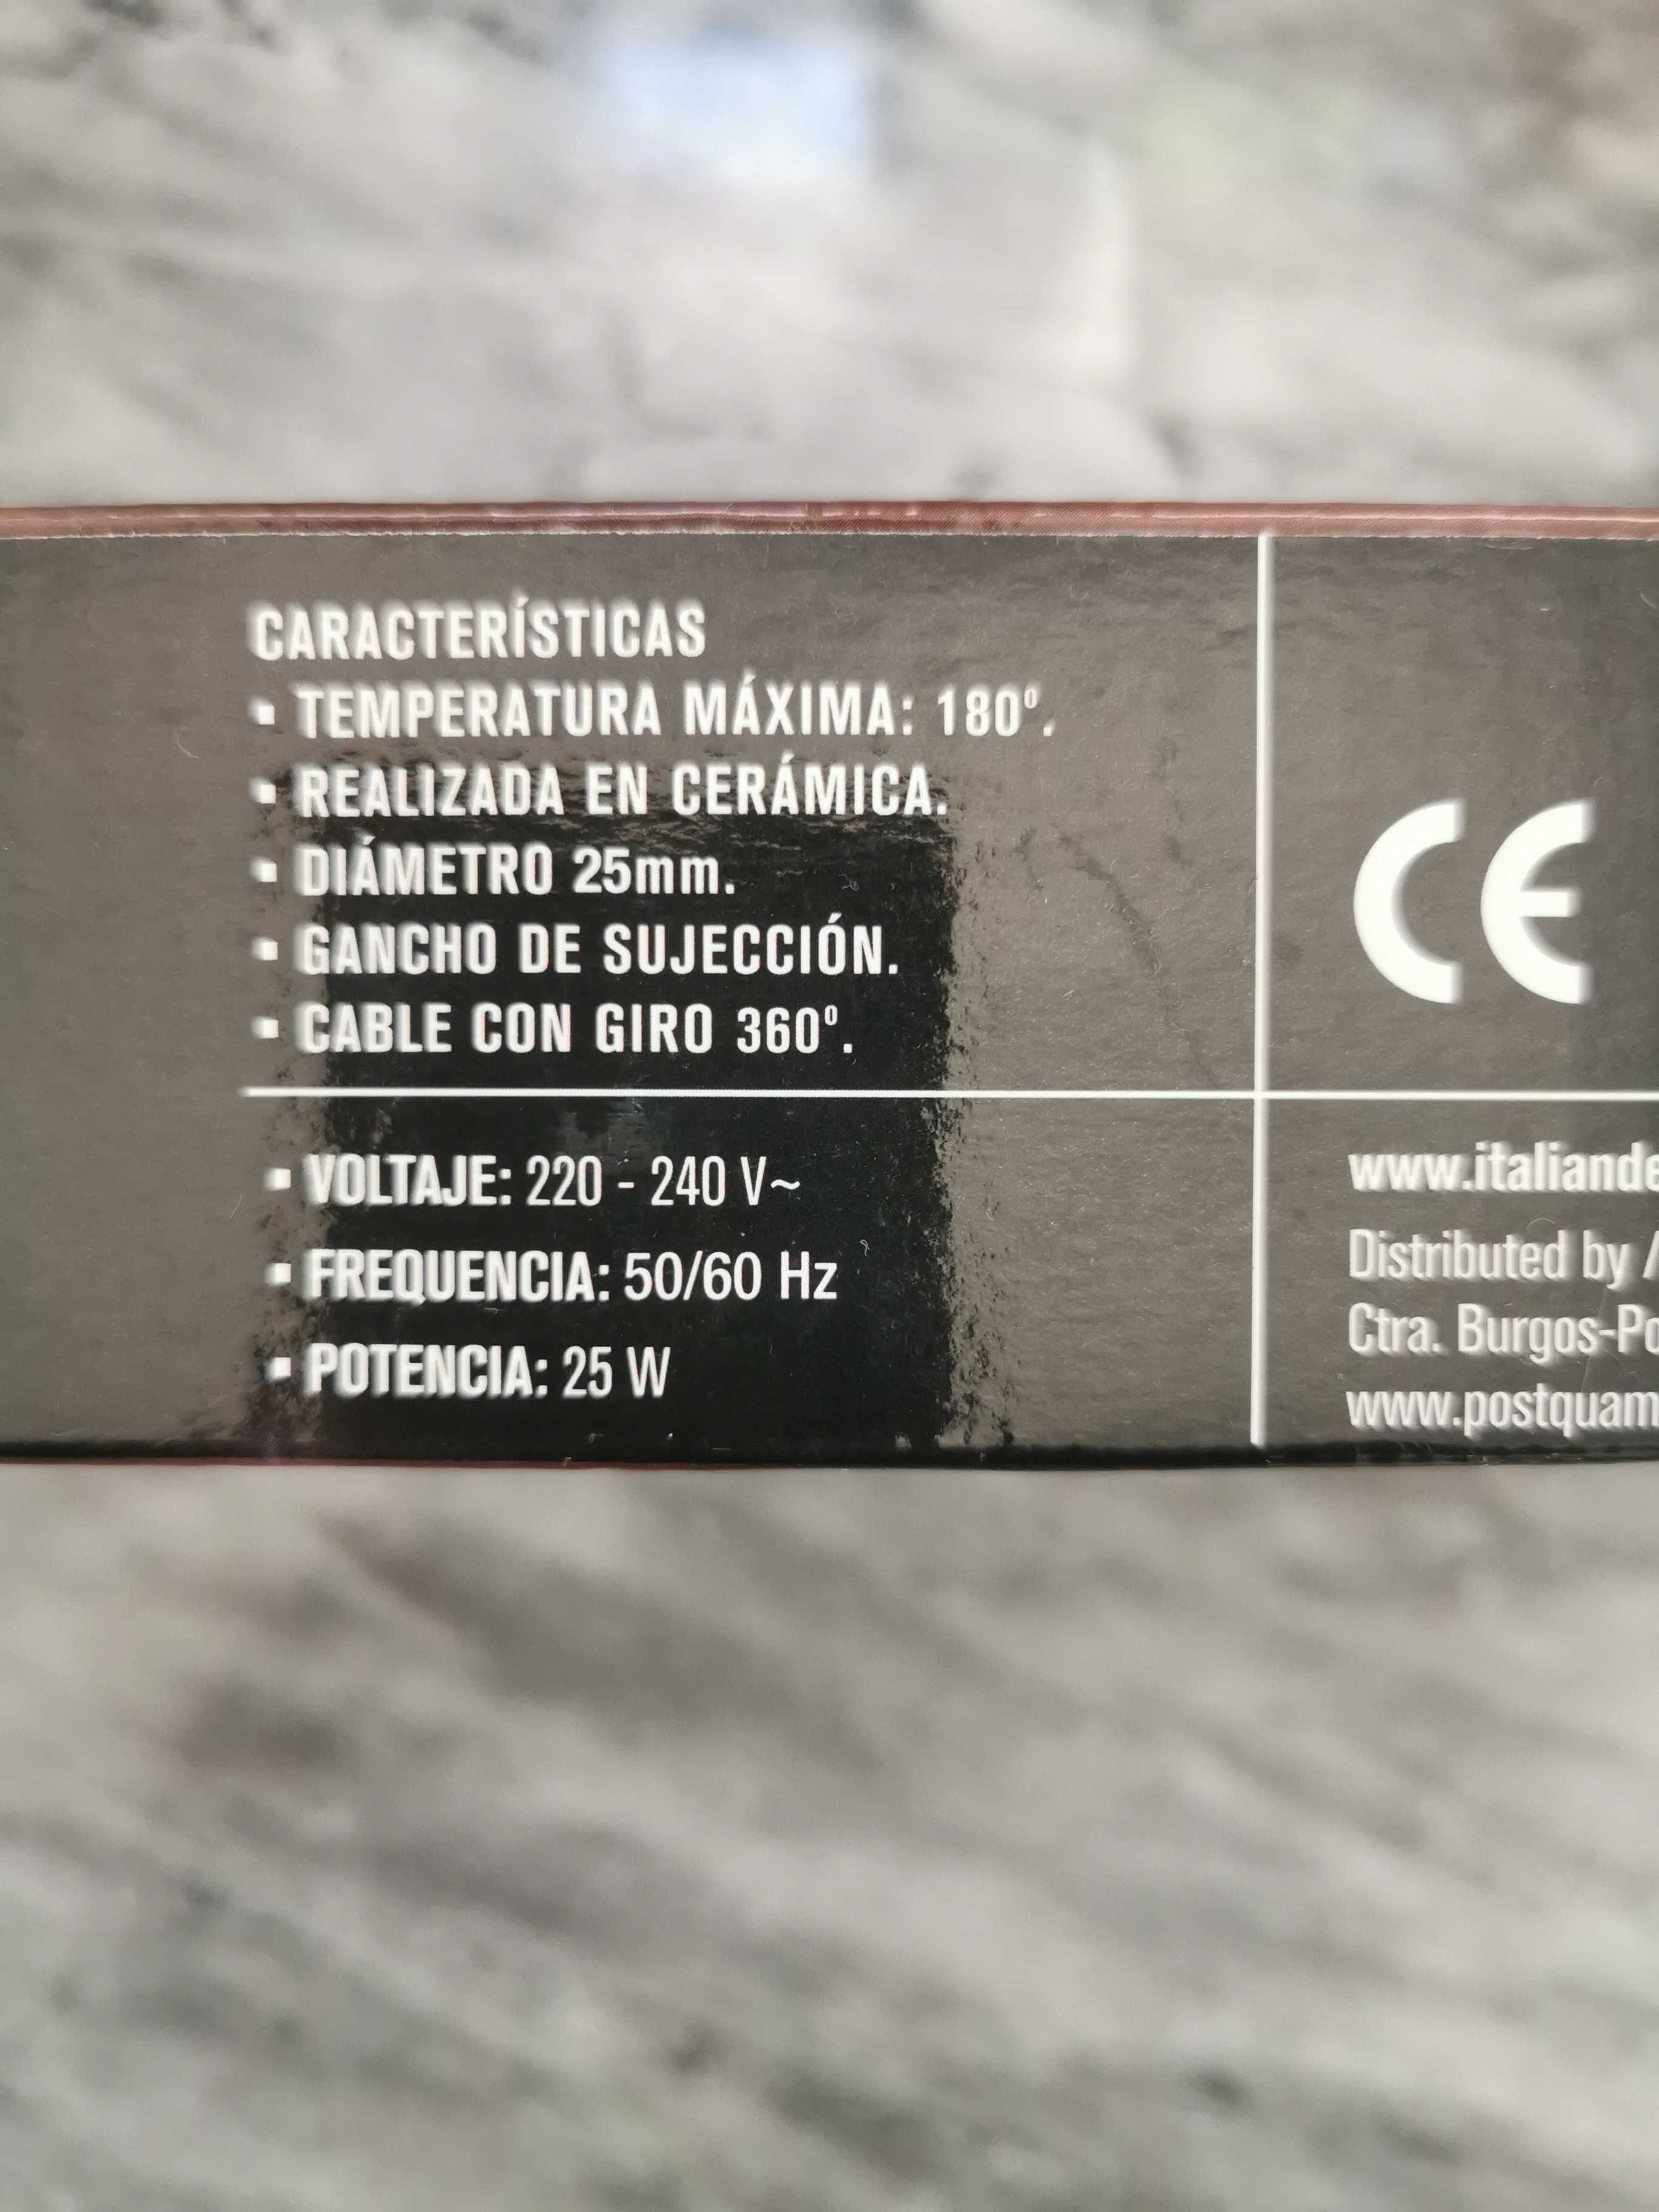 CARACTERÍSTICAS
▪ TEMPERATURA MÁXIMA: 180º.
▪ REALIZADA EN CERÁMICA.
▪ DIÁMETRO 25mm.
▪ GANCHO DE SUJECCIÓN.
▪ CABLE CON GIRO 360º.
▪ VOLTAJE: 220 - 240 V~
▪ FREQUENCIA: 50/60 Hz
▪ POTENCIA: 25 W
CE
www.italiande
Distributed by /
Ctra. Burgos-Po
www.postquam